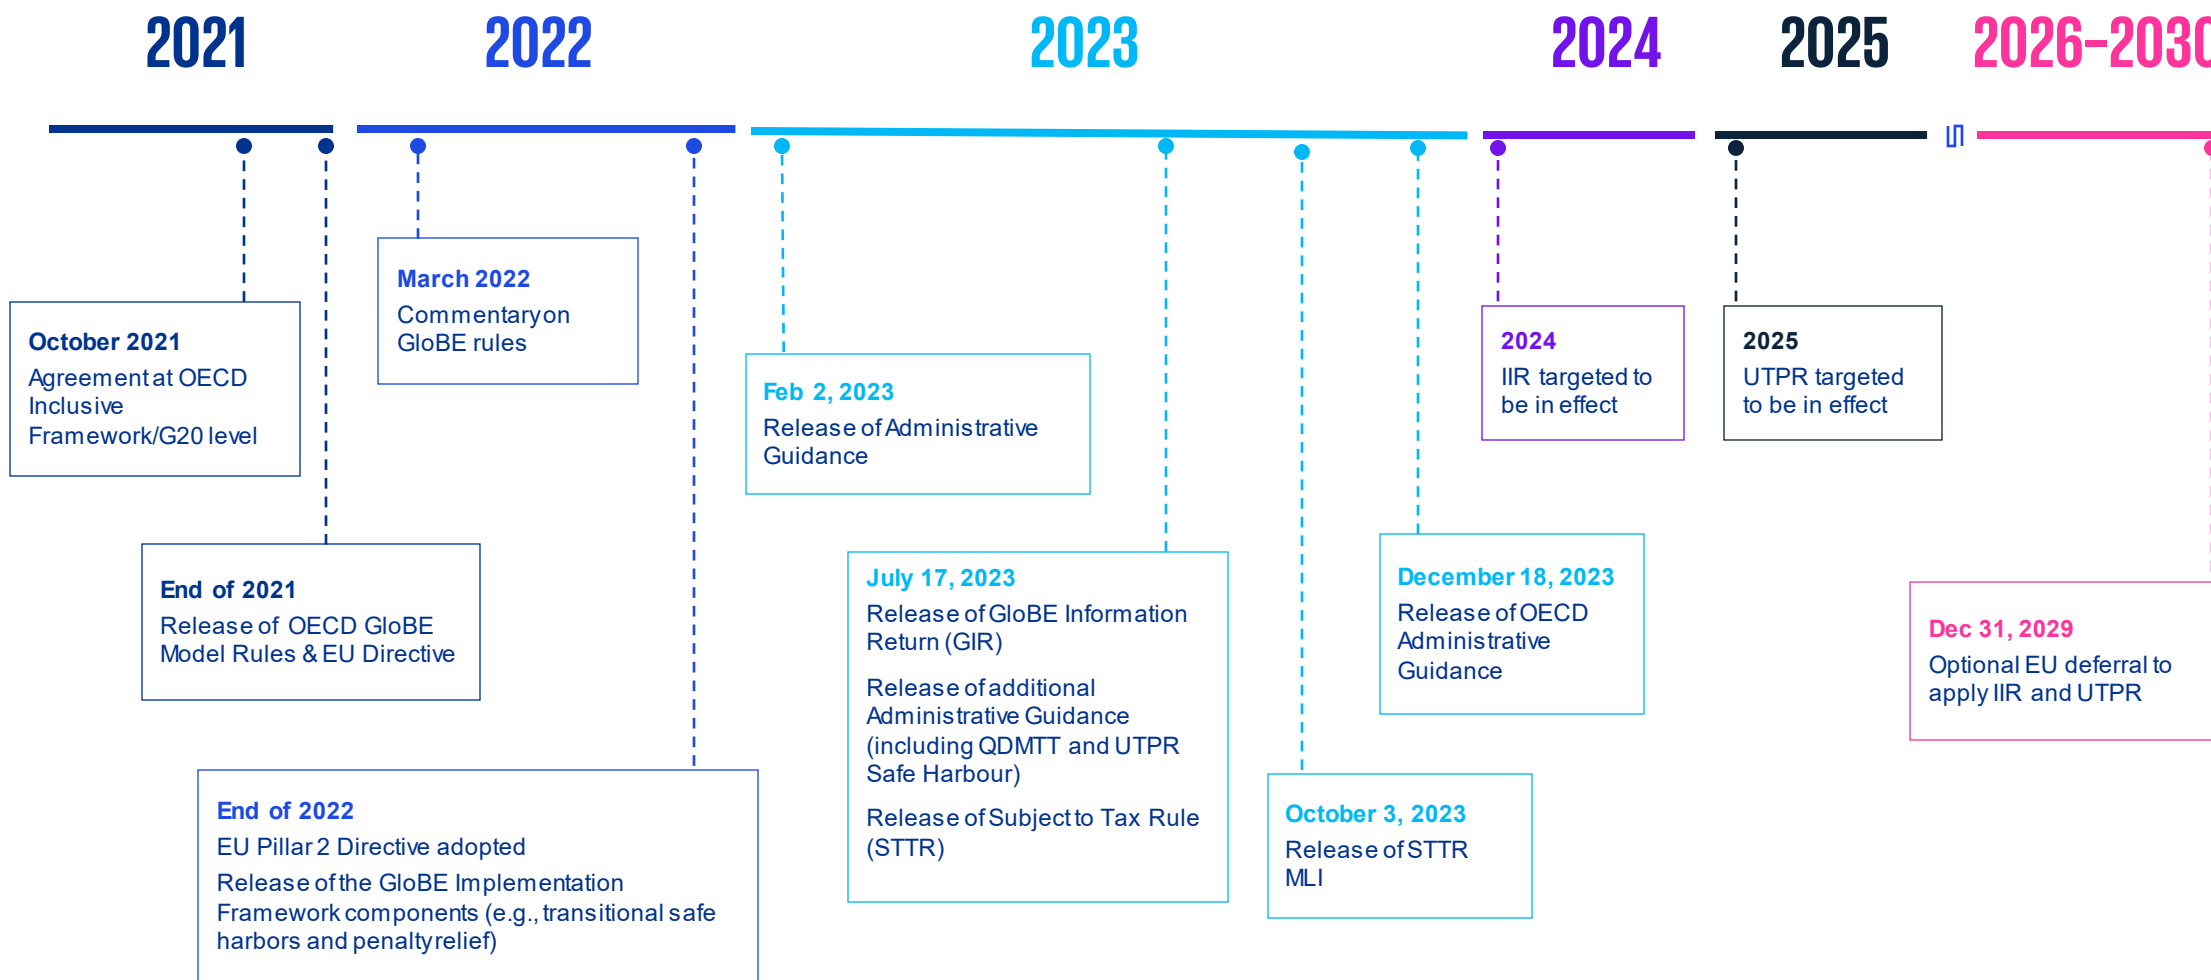 2021
2022
2023
2024
2025
2026–2030
October 2021
Agreement at OECD
Inclusive
Framework/G20 level
End of 2021
Release of OECD GloBE
Model Rules & EU Directive
March 2022
Commentary on
GloBE rules
End of 2022
EU Pillar 2 Directive adopted
Release of the GloBE Implementation
Framework components (e.g., transitional safe
harbors and penalty relief)
Feb 2, 2023
Release of Administrative
Guidance
July 17, 2023
Release of GloBE Information
Return (GIR)
Release of additional
Administrative Guidance
(including QDMTT and UTPR
Safe Harbour)
Release of Subject to Tax Rule
(STTR)
October 3, 2023
Release of STTR
MLI
December 18, 2023
Release of OECD
Administrative
Guidance
2024
IIR targeted to
be in effect
2025
UTPR targeted
to be in effect
Dec 31, 2029
Optional EU deferral to
apply IIR and UTPR